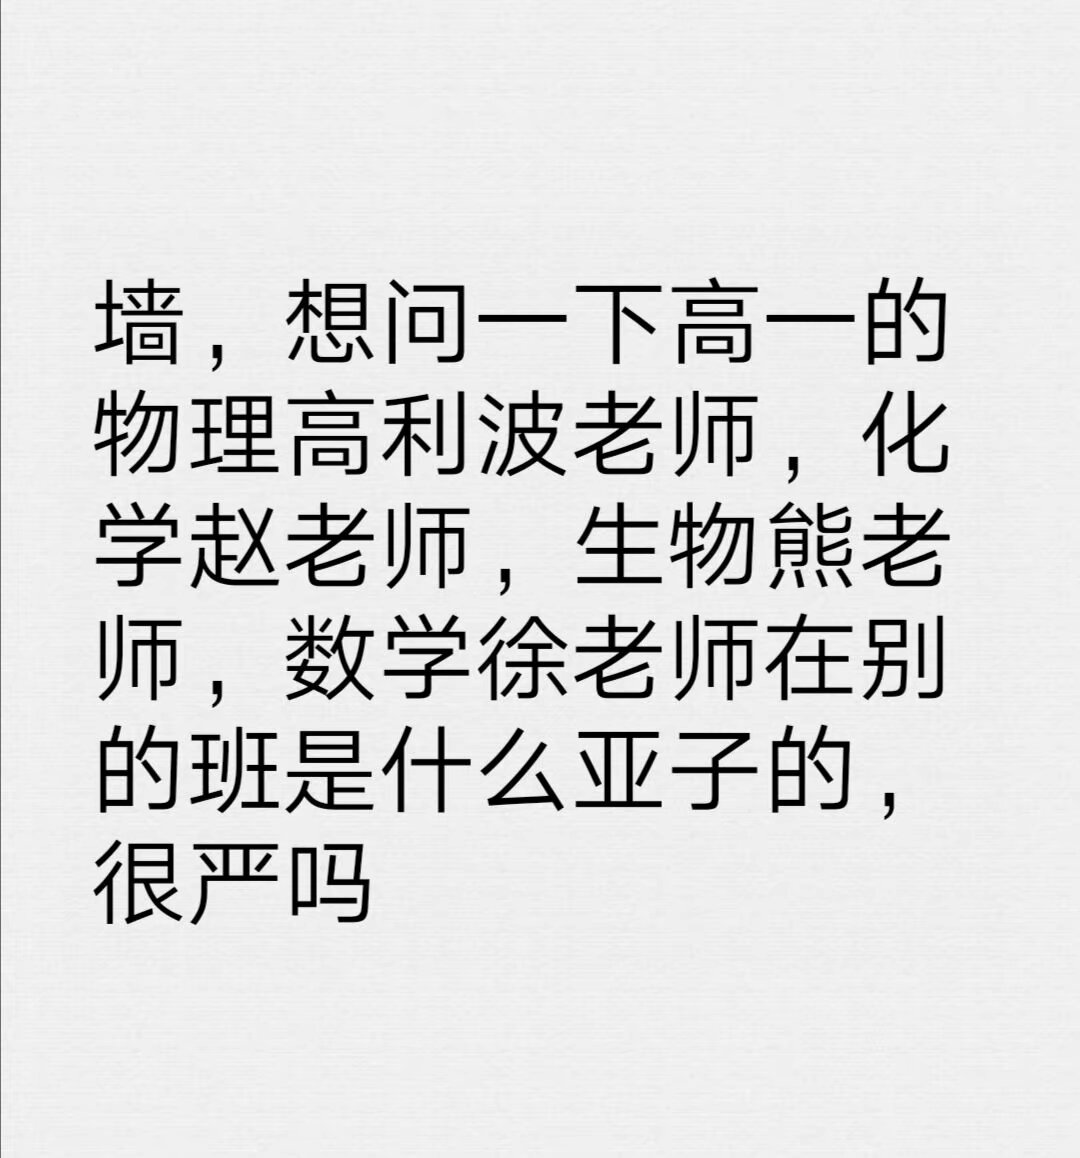 墙，想问一下高一的
物理高利波老师，化
学赵老师，生物熊老
师，数学徐老师在别
的班是什么亚子的，
很严吗